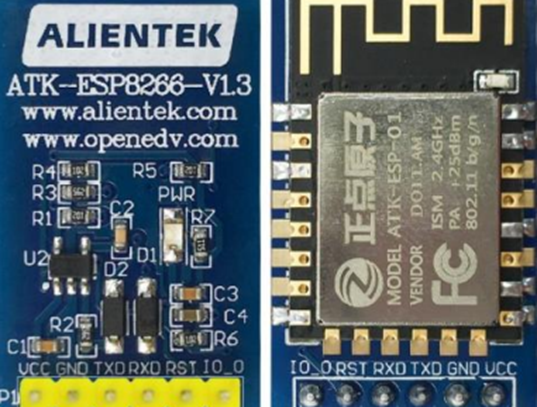 ALIENTEK
ATK-ESP8266-V1.3
www.alientek.com
www.openedv.com
R4
R5
R3
PWR
R1
C2
R7
U2
D1
D2
C3
C4
R2
R6
C1
VCC GND TXD RXD RST IO_0
P1
正点原子
MODEL ATK-ESP-01
VENDOR DO11AM
ISM 2.4GHz
PA +25dBm
802.11 b/g/n
FC
IO_0 RST RXD TXD GND VCC